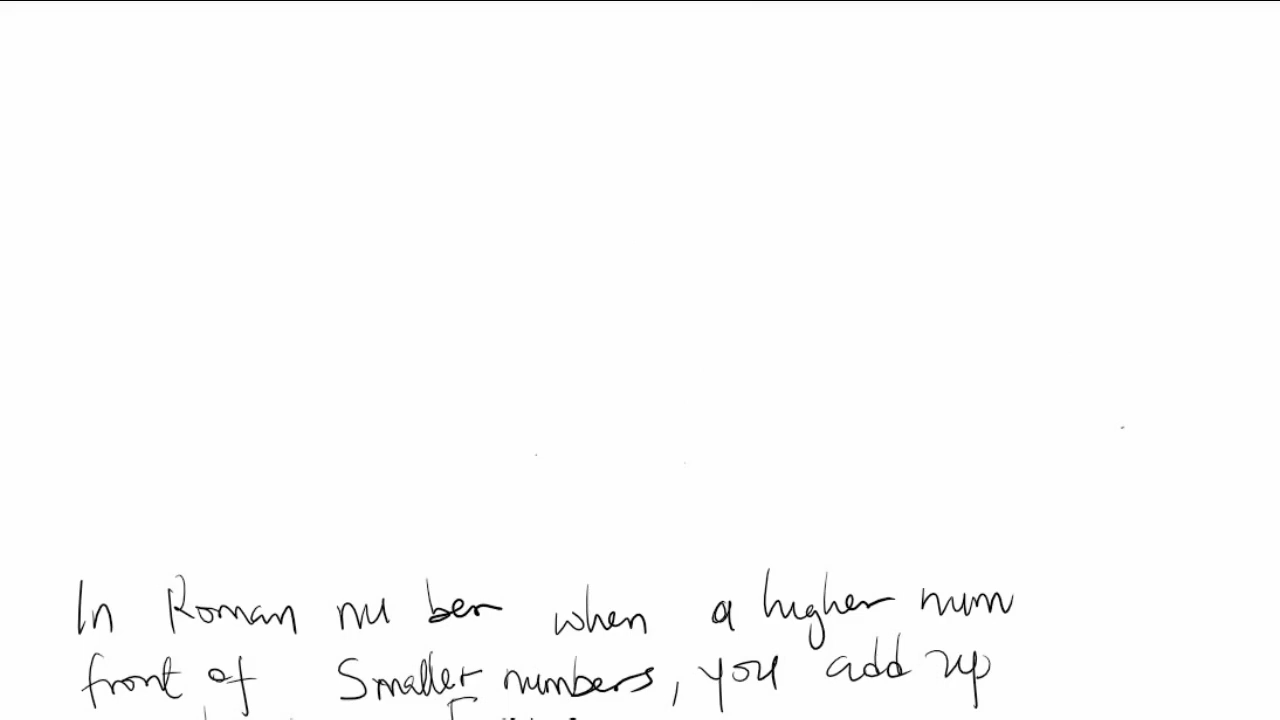 In Roman nu ber when a higher num
front of Smaller numbers, you add up